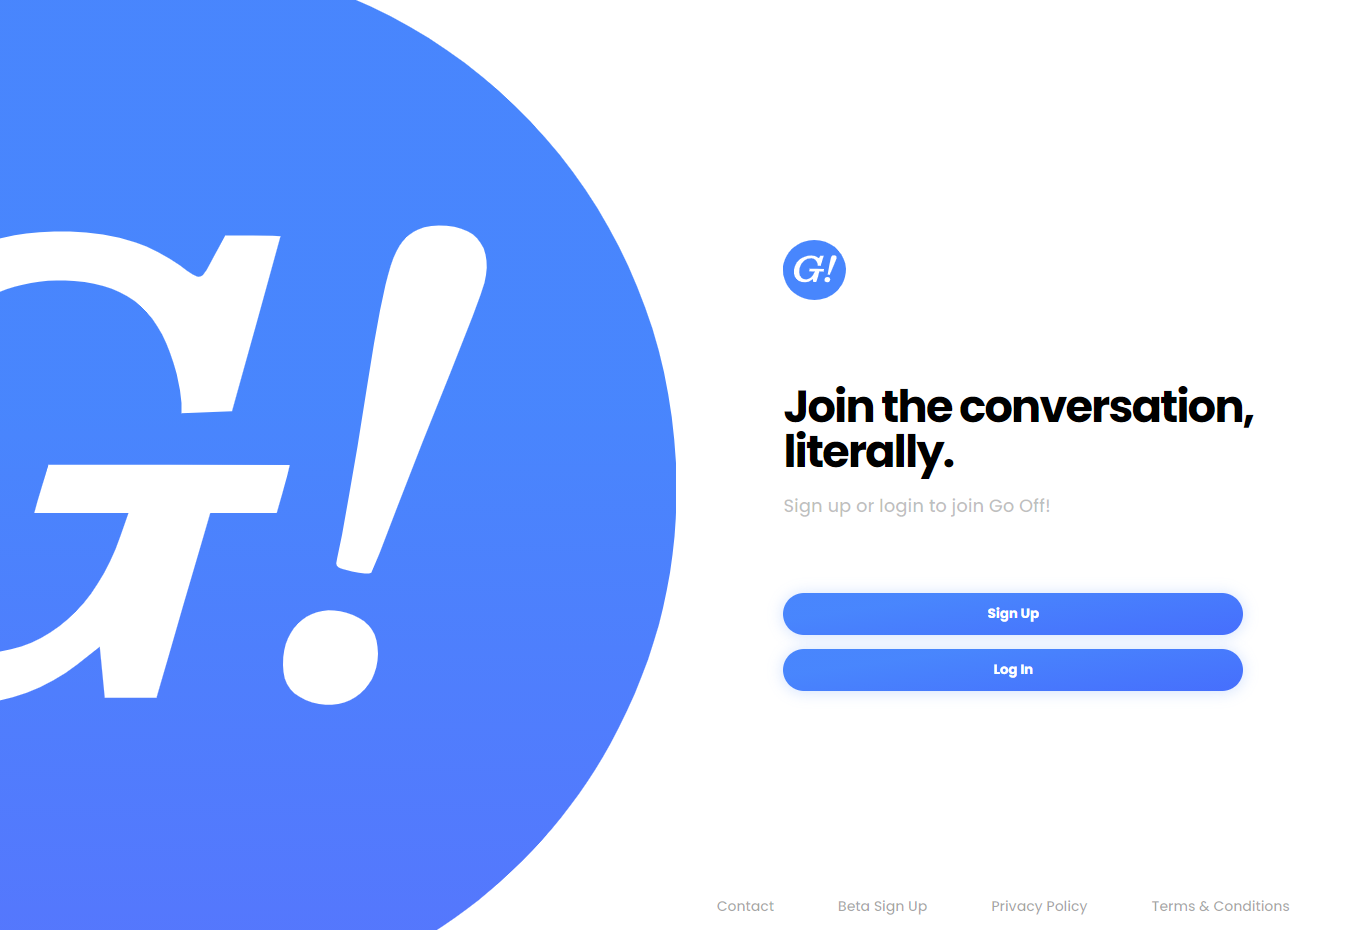 G!
G!
Join the conversation,
literally.
Sign up or login to join Go Off!
Sign Up
Log In
Contact Beta Sign Up Privacy Policy Terms & Conditions